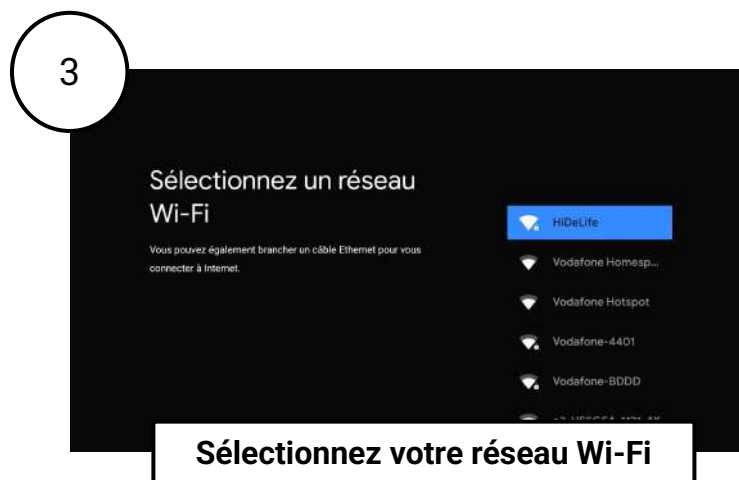 3
Sélectionnez un réseau
Wi-Fi
Vous pouvez également brancher un câble Ethernet pour vous
connecter à Internet.
HiDeLife
Vodafone Homesp...
Vodafone Hotspot
Vodafone-4401
Vodafone-BDDD
Sélectionnez votre réseau Wi-Fi